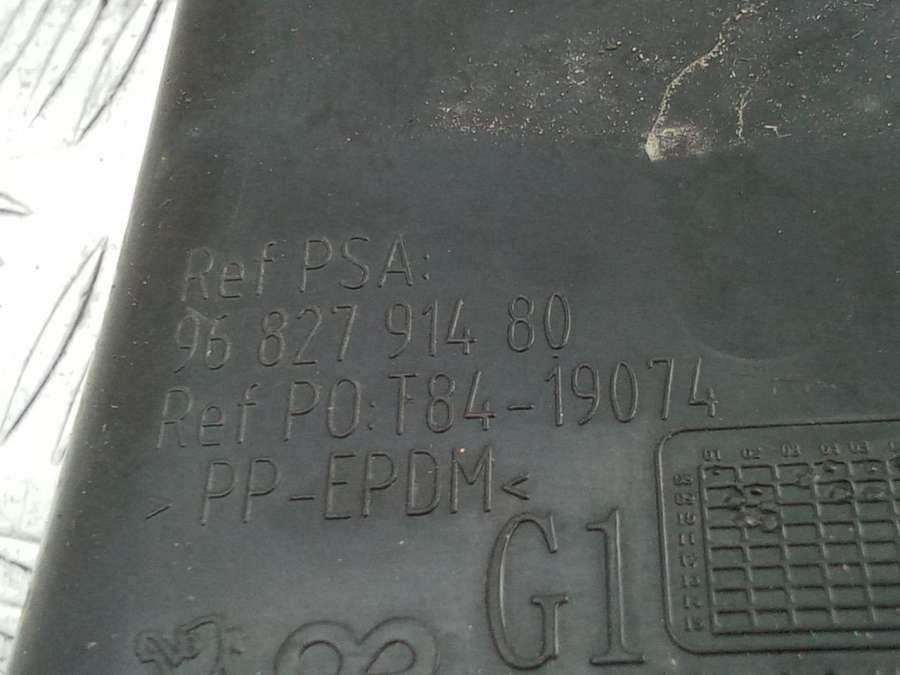 Ref PSA:
96 827 914 80
Ref PO: T84-19074
>PP-EPDM<
G1